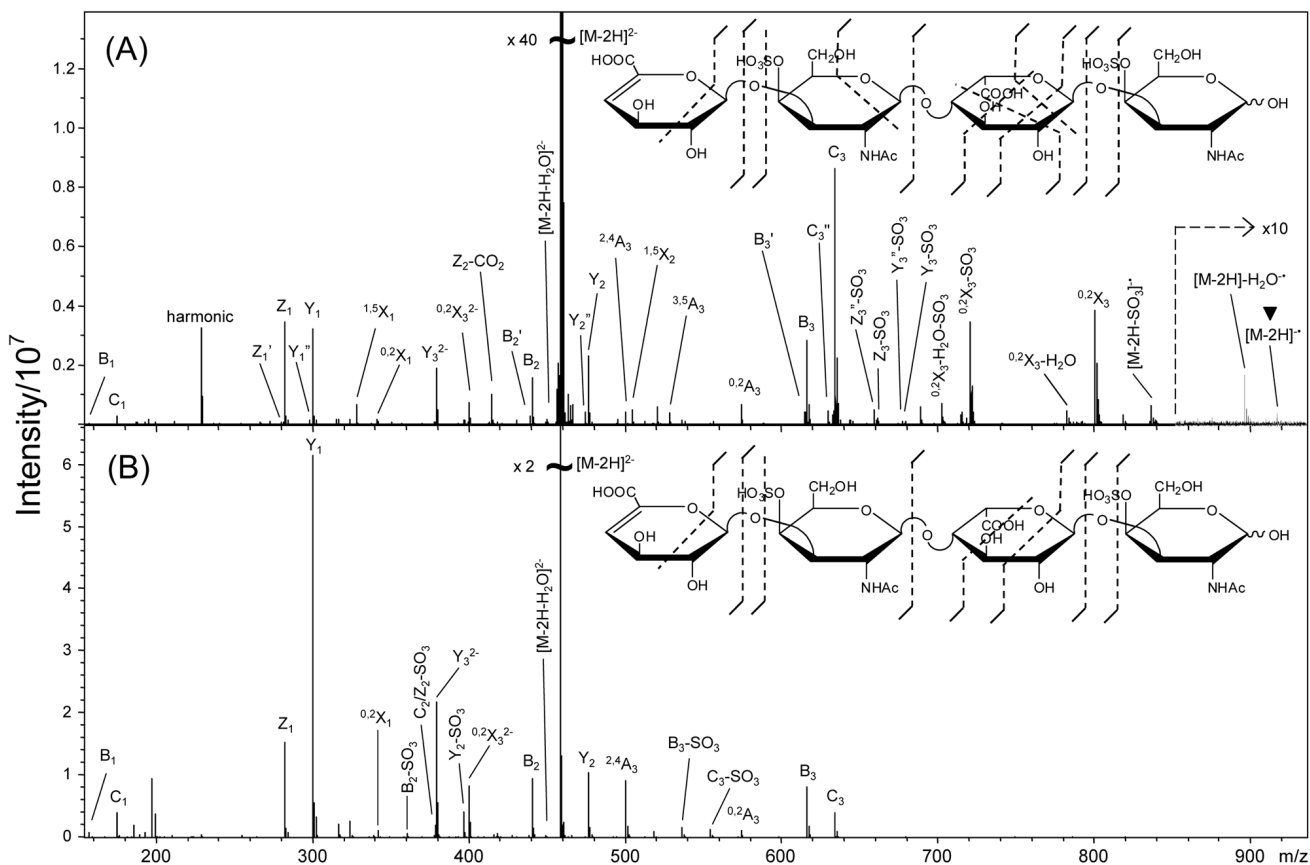 (A)
x 40
[M-2H]2-
HOOC
O
OH
OH
HO3SO
CH2OH
O
O
NHAc
O
COOH
OH
O
OH
O
HO3SO
CH2OH
O
OH
NHAc
1.2
1.0
0.8
0.6
0.4
0.2
B1
C1
harmonic
Z1'
Z1
Y1''
Y1
1,5X1
0,2X1
Y3 2-
0,2X3 2-
Z2-CO2
B2'
B2
[M-2H-H2O]2-
Y2''
Y2
2,4A3
1,5X2
3,5A3
0,2A3
B3'
B3
C3''
C3
Z3''-SO3
Z3-SO3
Y3''-SO3
Y3-SO3
0,2X3-H2O-SO3
0,2X3-SO3
0,2X3-H2O
0,2X3
[M-2H-SO3]-•
x10
[M-2H]-H2O-•
[M-2H]-•
Intensity/10^7
(B)
x 2
[M-2H]2-
HOOC
O
OH
OH
HO3SO
CH2OH
O
O
NHAc
O
COOH
OH
O
OH
O
HO3SO
CH2OH
O
OH
NHAc
6
5
4
3
2
1
0
B1
C1
Z1
Y1
0,2X1
B2-SO3
C2/Z2-SO3
Y3 2-
Y2-SO3
0,2X3 2-
B2
[M-2H-H2O]2-
Y2
2,4A3
B3-SO3
C3-SO3
0,2A3
B3
C3
200 300 400 500 600 700 800 900 m/z